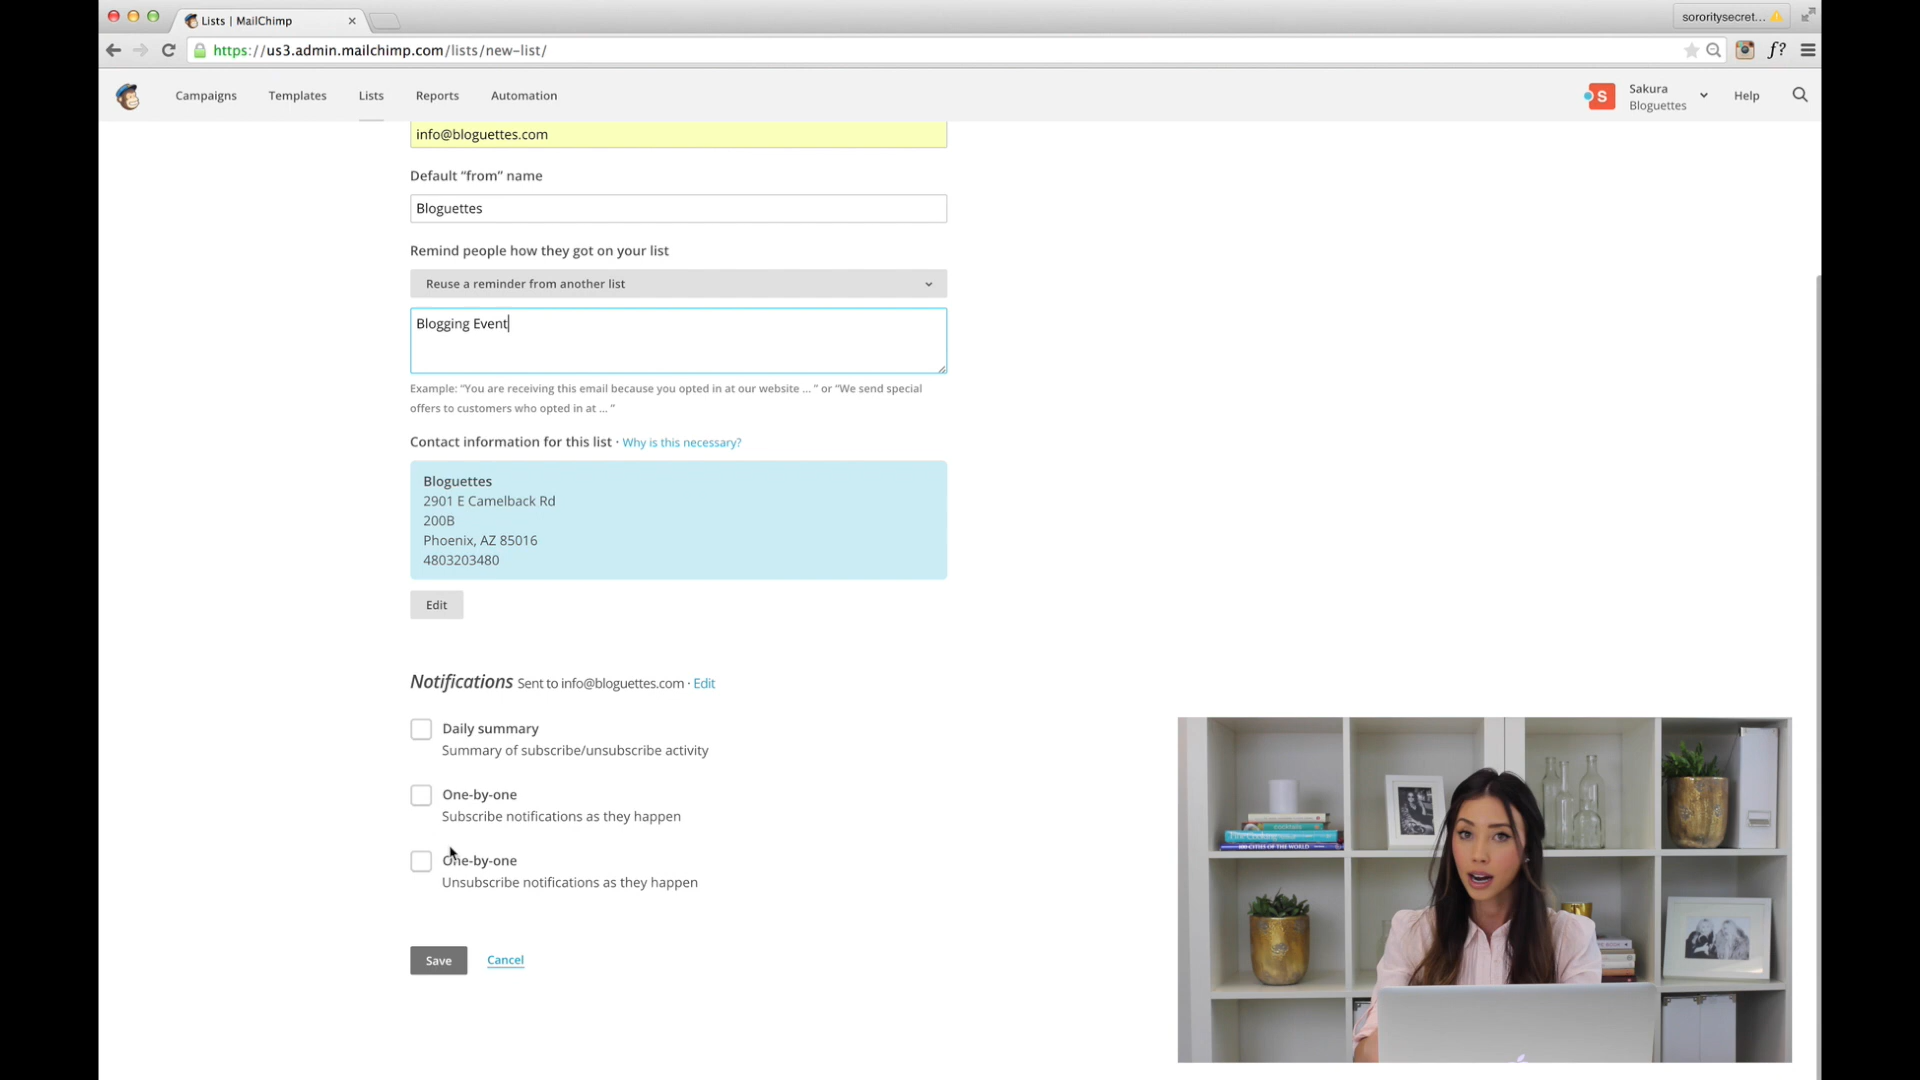 Lists | MailChimp
sororitysecret...
https://us3.admin.mailchimp.com/lists/new-list/
f?
Campaigns
Templates
Lists
Reports
Automation
S
Sakura
Bloguettes
Help
info@bloguettes.com
Default “from” name
Bloguettes
Remind people how they got on your list
Reuse a reminder from another list
Blogging Event
Example: “You are receiving this email because you opted in at our website ... ” or “We send special
offers to customers who opted in at ... ”
Contact information for this list · Why is this necessary?
Bloguettes
2901 E Camelback Rd
200B
Phoenix, AZ 85016
4803203480
Edit
Notifications Sent to info@bloguettes.com · Edit
Daily summary
Summary of subscribe/unsubscribe activity
One-by-one
Subscribe notifications as they happen
One-by-one
Unsubscribe notifications as they happen
Save
Cancel